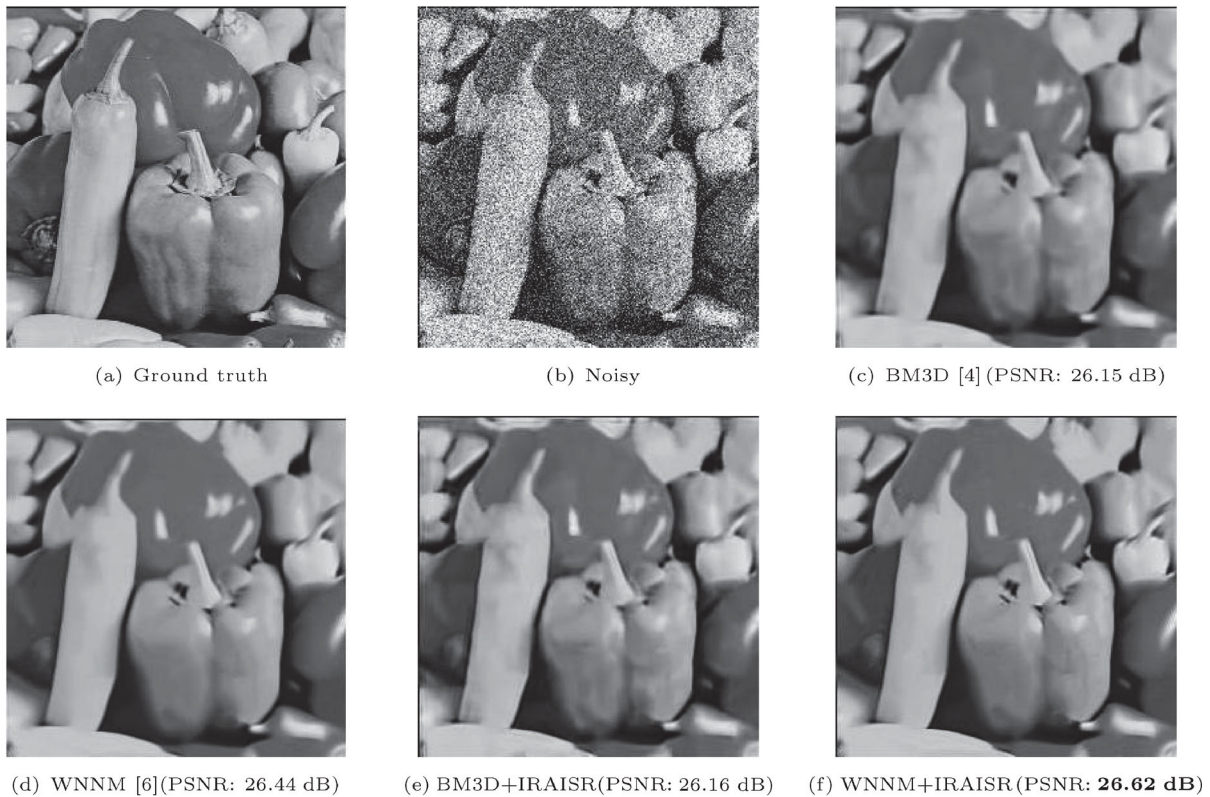 (a) Ground truth
(b) Noisy
(c) BM3D [4] (PSNR: 26.15 dB)
(d) WNNM [6](PSNR: 26.44 dB)
(e) BM3D+IRAISR(PSNR: 26.16 dB)
(f) WNNM+IRAISR(PSNR: 26.62 dB)